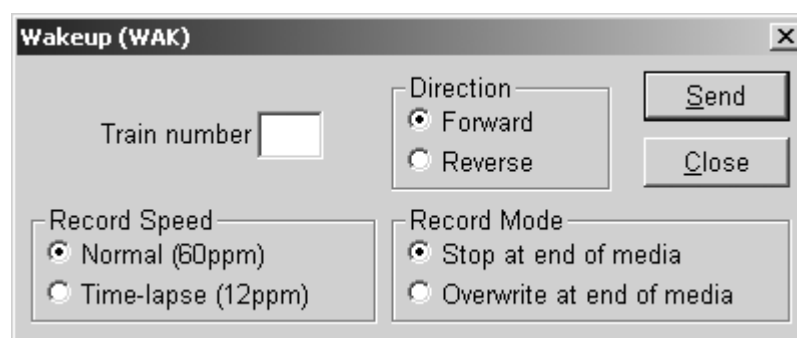 Wakeup (WAK)
Train number
Direction
Forward
Reverse
Send
Close
Record Speed
Normal (60ppm)
Time-lapse (12ppm)
Record Mode
Stop at end of media
Overwrite at end of media